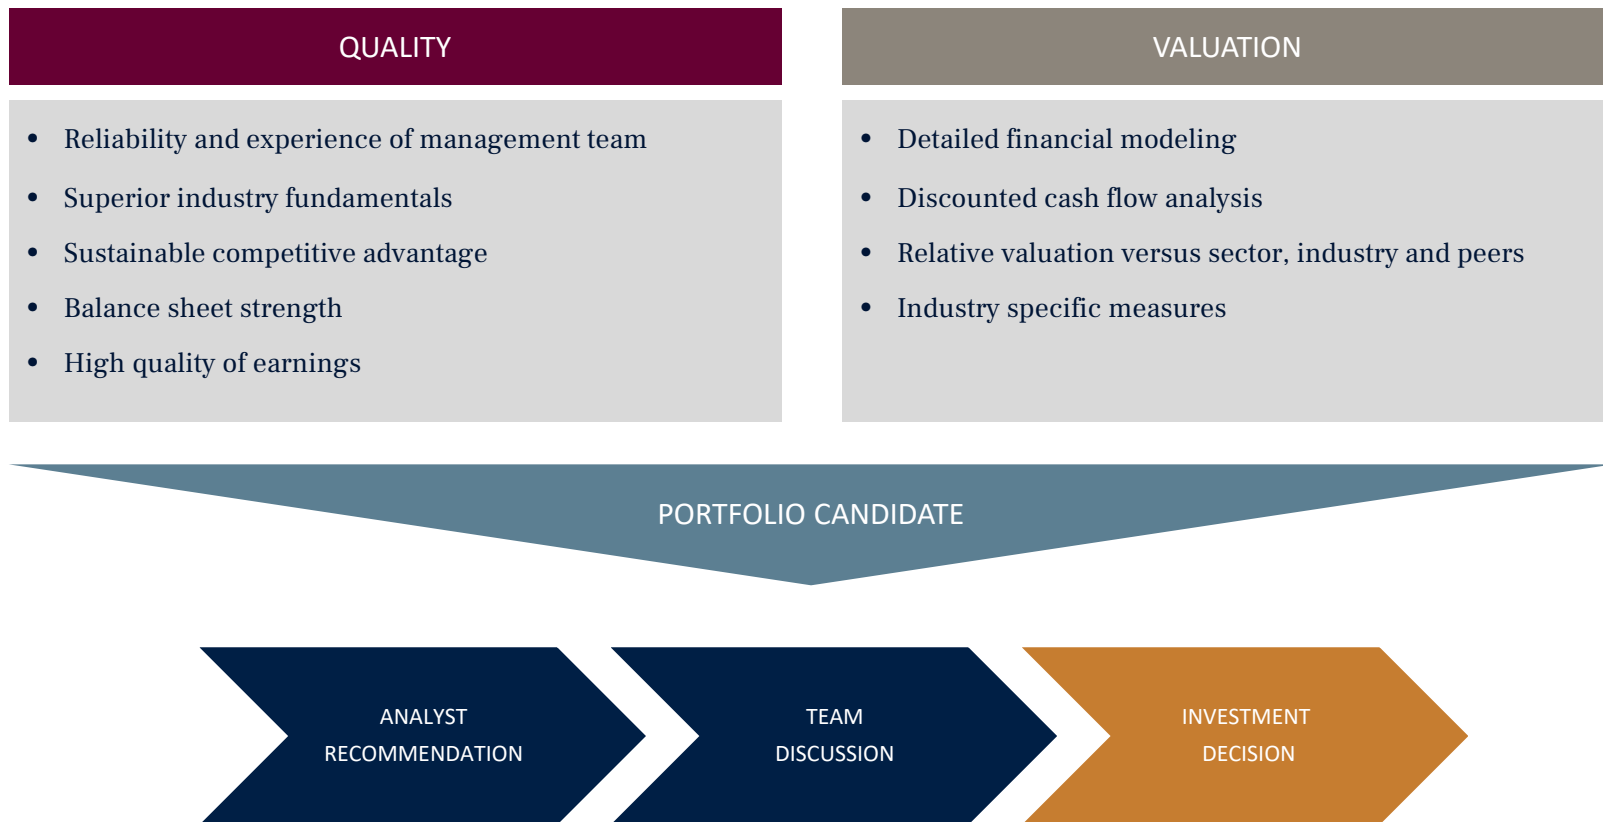 QUALITY
• Reliability and experience of management team
• Superior industry fundamentals
• Sustainable competitive advantage
• Balance sheet strength
• High quality of earnings
VALUATION
• Detailed financial modeling
• Discounted cash flow analysis
• Relative valuation versus sector, industry and peers
• Industry specific measures
PORTFOLIO CANDIDATE
ANALYST
RECOMMENDATION
TEAM
DISCUSSION
INVESTMENT
DECISION